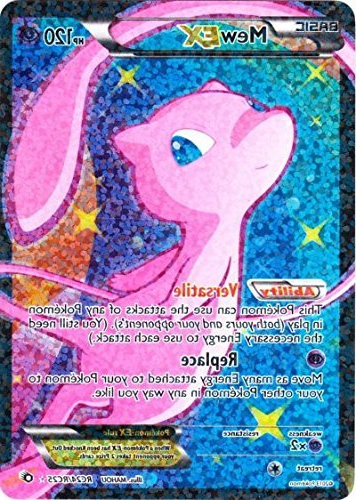 BASIC
Mew EX
HP120
Ability
Versatile
This Pokémon can use the attacks of any Pokémon
in play (both yours and your opponent's). (You still need
the necessary Energy to use each attack.)
Replace
Move as many Energy attached to your Pokémon to
your other Pokémon in any way you like.
weakness
×2
resistance
retreat
Pokémon-EX rule
When a Pokémon-EX has been Knocked Out,
your opponent takes 2 Prize cards.
Illus. MAHOU
RC24/RC25
©2013 Pokémon